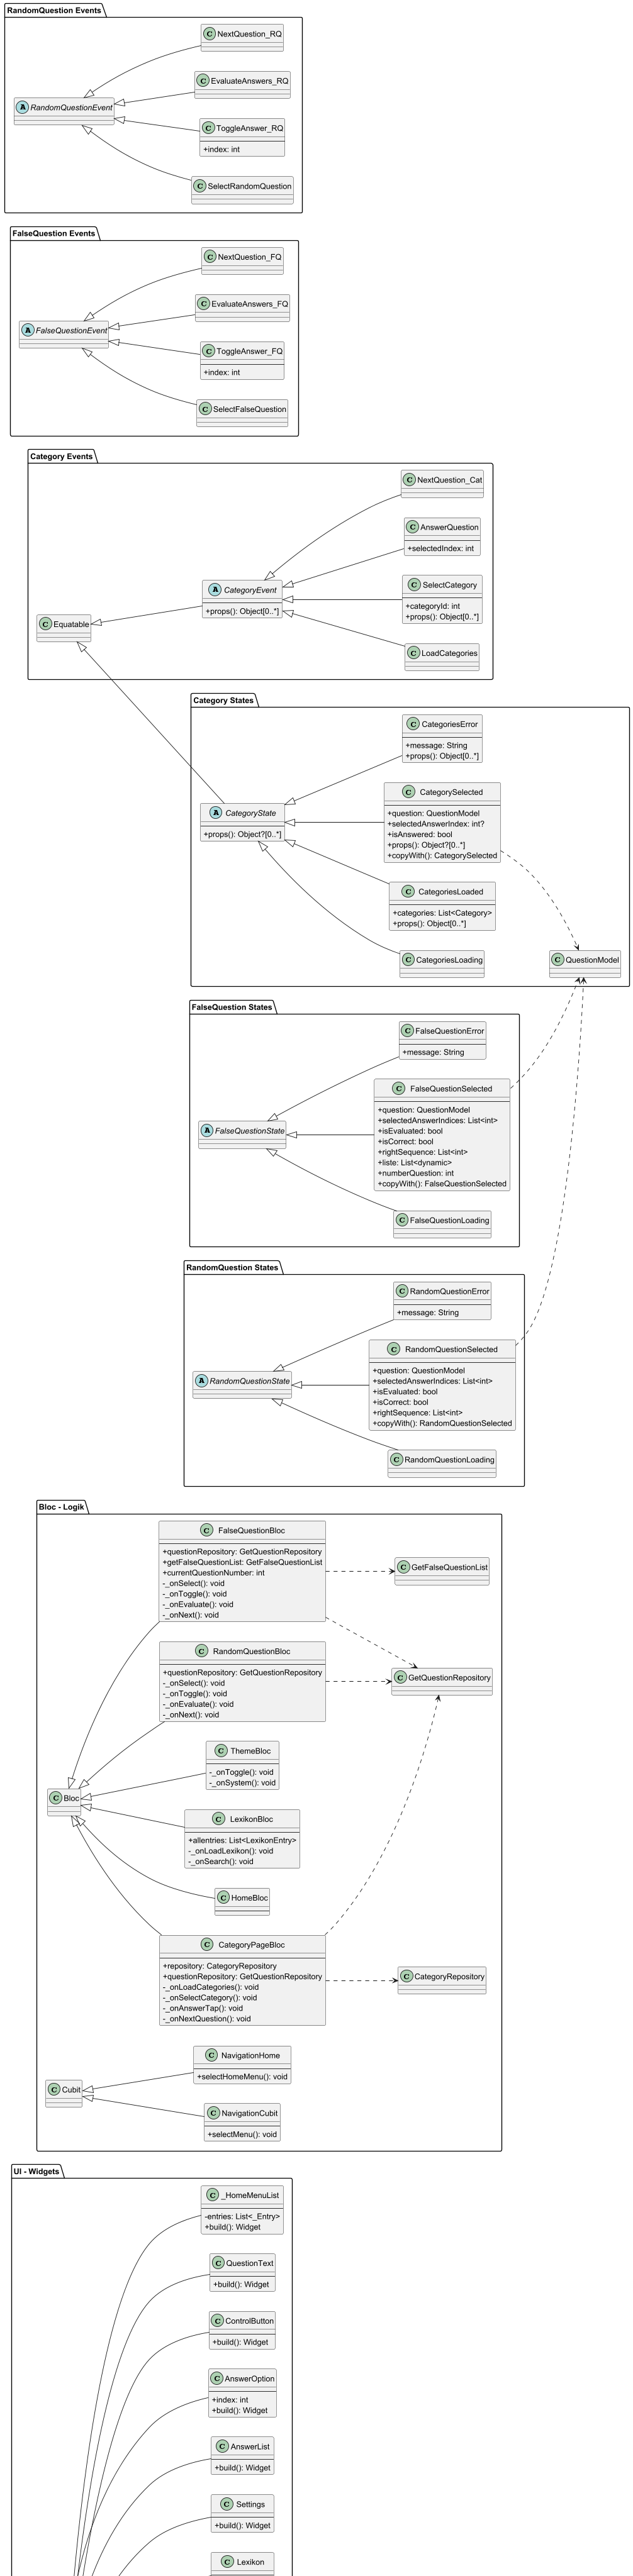 RandomQuestion Events
C NextQuestion_RQ
C EvaluateAnswers_RQ
A RandomQuestionEvent
C ToggleAnswer_RQ
+index: int
C SelectRandomQuestion
FalseQuestion Events
C NextQuestion_FQ
C EvaluateAnswers_FQ
A FalseQuestionEvent
C ToggleAnswer_FQ
+index: int
C SelectFalseQuestion
Category Events
C NextQuestion_Cat
C AnswerQuestion
+selectedIndex: int
A CategoryEvent
+props(): Object[0..*]
C SelectCategory
+categoryId: int
+props(): Object[0..*]
C Equatable
C LoadCategories
Category States
C CategoriesError
+message: String
+props(): Object[0..*]
A CategoryState
+props(): Object?[0..*]
C CategorySelected
+question: QuestionModel
+selectedAnswerIndex: int?
+isAnswered: bool
+props(): Object?[0..*]
+copyWith(): CategorySelected
C CategoriesLoaded
+categories: List<Category>
+props(): Object[0..*]
C CategoriesLoading
C QuestionModel
FalseQuestion States
C FalseQuestionError
+message: String
A FalseQuestionState
C FalseQuestionSelected
+question: QuestionModel
+selectedAnswerIndices: List<int>
+isEvaluated: bool
+isCorrect: bool
+rightSequence: List<int>
+liste: List<dynamic>
+numberQuestion: int
+copyWith(): FalseQuestionSelected
C FalseQuestionLoading
RandomQuestion States
C RandomQuestionError
+message: String
A RandomQuestionState
C RandomQuestionSelected
+question: QuestionModel
+selectedAnswerIndices: List<int>
+isEvaluated: bool
+isCorrect: bool
+rightSequence: List<int>
+copyWith(): RandomQuestionSelected
C RandomQuestionLoading
Bloc - Logik
C FalseQuestionBloc
+questionRepository: GetQuestionRepository
+getFalseQuestionList: GetFalseQuestionList
+currentQuestionNumber: int
-_onSelect(): void
-_onToggle(): void
-_onEvaluate(): void
-_onNext(): void
C GetFalseQuestionList
C RandomQuestionBloc
+questionRepository: GetQuestionRepository
-_onSelect(): void
-_onToggle(): void
-_onEvaluate(): void
-_onNext(): void
C GetQuestionRepository
C ThemeBloc
-_onToggle(): void
-_onSystem(): void
C Bloc
C LexikonBloc
+allentries: List<LexikonEntry>
-_onLoadLexikon(): void
-_onSearch(): void
C HomeBloc
C CategoryPageBloc
+repository: CategoryRepository
+questionRepository: GetQuestionRepository
-_onLoadCategories(): void
-_onSelectCategory(): void
-_onAnswerTap(): void
-_onNextQuestion(): void
C CategoryRepository
C NavigationHome
+selectHomeMenu(): void
C Cubit
C NavigationCubit
+selectMenu(): void
UI - Widgets
C _HomeMenuList
-entries: List<_Entry>
+build(): Widget
C QuestionText
+build(): Widget
C ControlButton
+build(): Widget
C AnswerOption
+index: int
+build(): Widget
C AnswerList
+build(): Widget
C Settings
+build(): Widget
C Lexikon